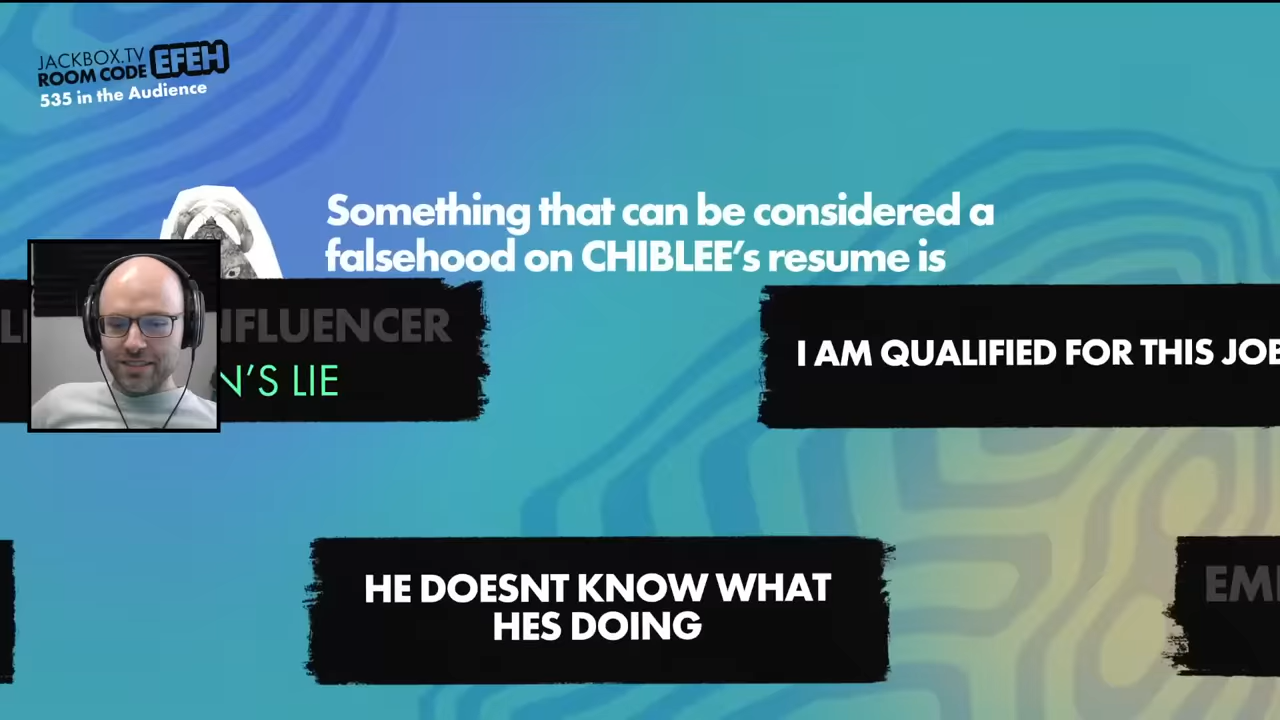 JACKBOX.TV
ROOM CODE EFEH
535 in the Audience
Something that can be considered a
falsehood on CHIBLEE’s resume is
NFLUENCER
N’S LIE
I AM QUALIFIED FOR THIS JOB
HE DOESNT KNOW WHAT
HES DOING